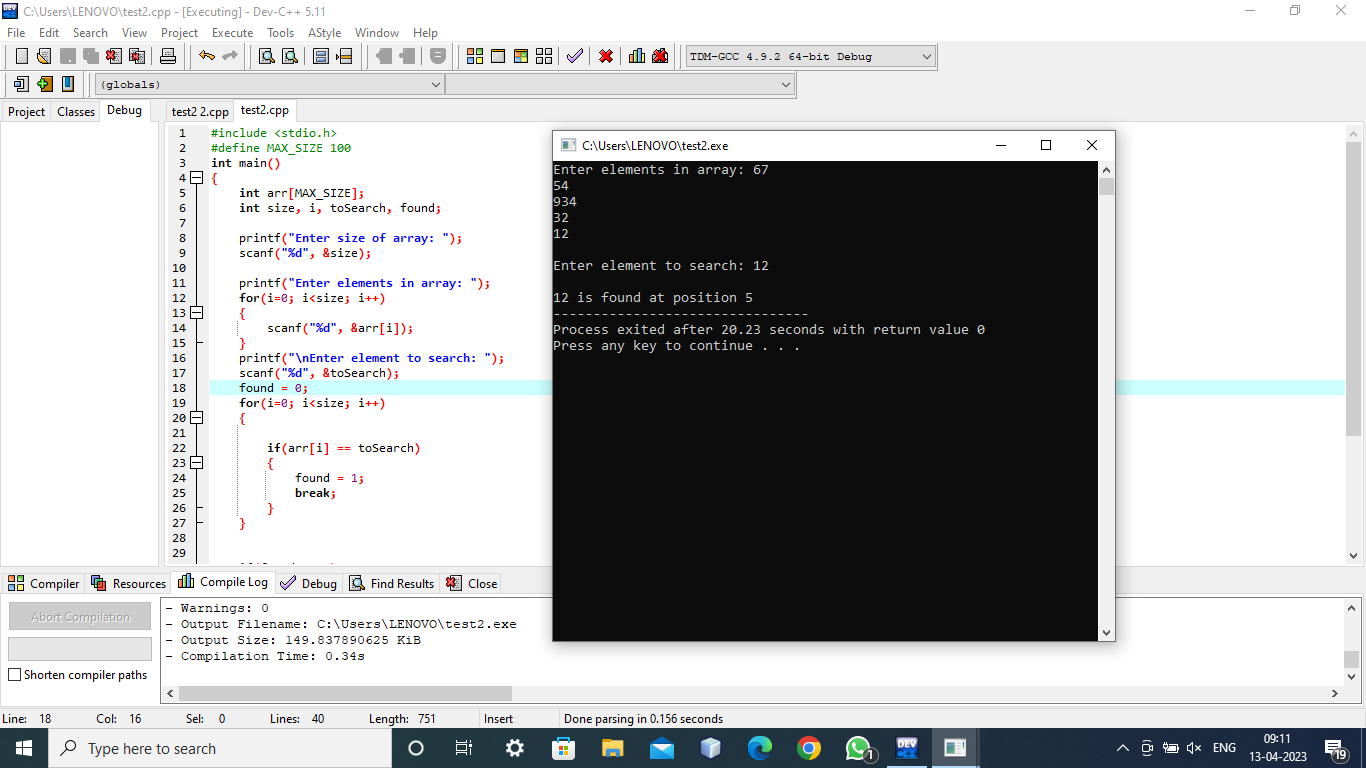 C:\Users\LENOVO\test2.cpp - [Executing] - Dev-C++ 5.11
File Edit Search View Project Execute Tools AStyle Window Help
TDM-GCC 4.9.2 64-bit Debug
(globals)
Project Classes Debug
test2 2.cpp test2.cpp
1 #include <stdio.h>
2 #define MAX_SIZE 100
3 int main()
4 {
5 int arr[MAX_SIZE];
6 int size, i, toSearch, found;
7
8 printf("Enter size of array: ");
9 scanf("%d", &size);
10
11 printf("Enter elements in array: ");
12 for(i=0; i<size; i++)
13 {
14 scanf("%d", &arr[i]);
15 }
16 printf("\nEnter element to search: ");
17 scanf("%d", &toSearch);
18 found = 0;
19 for(i=0; i<size; i++)
20 {
21
22 if(arr[i] == toSearch)
23 {
24 found = 1;
25 break;
26 }
27 }
28
29
C:\Users\LENOVO\test2.exe
Enter elements in array: 67
54
934
32
12
Enter element to search: 12
12 is found at position 5
--------------------------------
Process exited after 20.23 seconds with return value 0
Press any key to continue . . .
Compiler Resources Compile Log Debug Find Results Close
Abort Compilation
Shorten compiler paths
- Warnings: 0
- Output Filename: C:\Users\LENOVO\test2.exe
- Output Size: 149.837890625 KiB
- Compilation Time: 0.34s
Line: 18 Col: 16 Sel: 0 Lines: 40 Length: 751 Insert Done parsing in 0.156 seconds
Type here to search
DEV
1
ENG
09:11
13-04-2023
19